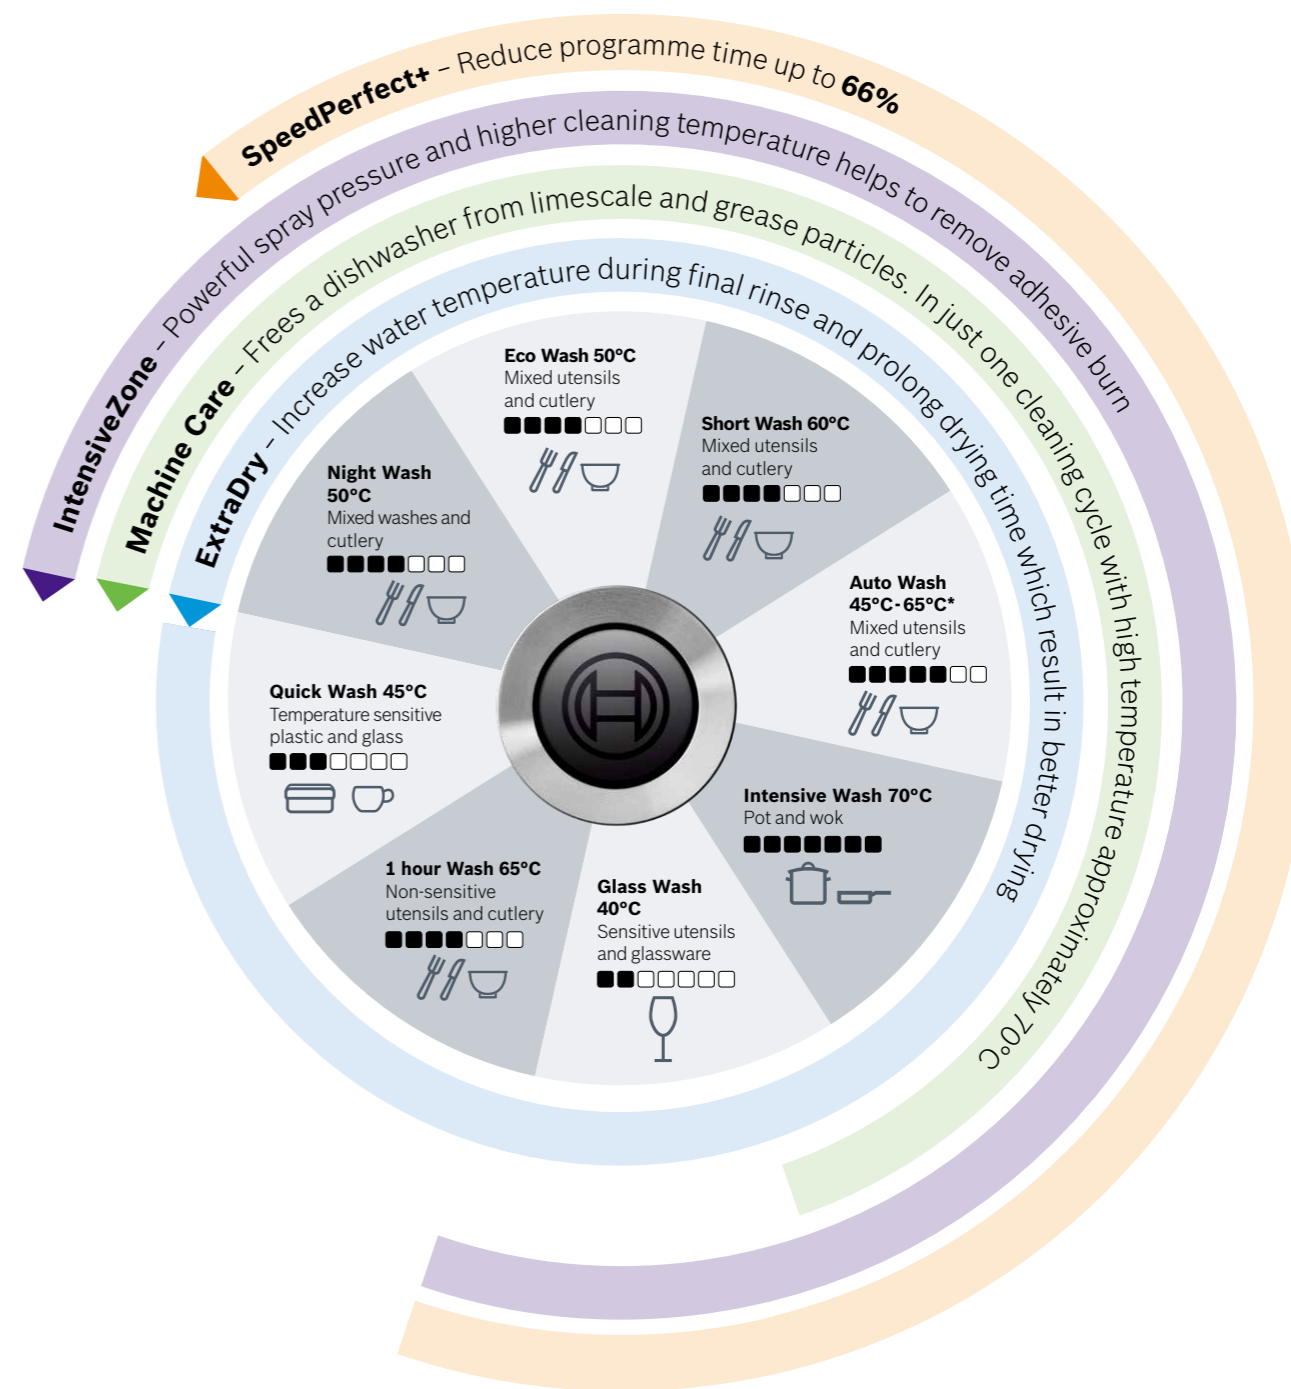 SpeedPerfect+ – Reduce programme time up to 66%
IntensiveZone – Powerful spray pressure and higher cleaning temperature helps to remove adhesive burn
Machine Care – Frees a dishwasher from limescale and grease particles. In just one cleaning cycle with high temperature approximately 70°C
ExtraDry – Increase water temperature during final rinse and prolong drying time which result in better drying
Eco Wash 50°C
Mixed utensils
and cutlery
Short Wash 60°C
Mixed utensils
and cutlery
Auto Wash
45°C - 65°C*
Mixed utensils
and cutlery
Intensive Wash 70°C
Pot and wok
Glass Wash
40°C
Sensitive utensils
and glassware
1 hour Wash 65°C
Non-sensitive
utensils and cutlery
Quick Wash 45°C
Temperature sensitive
plastic and glass
Night Wash
50°C
Mixed washes and
cutlery